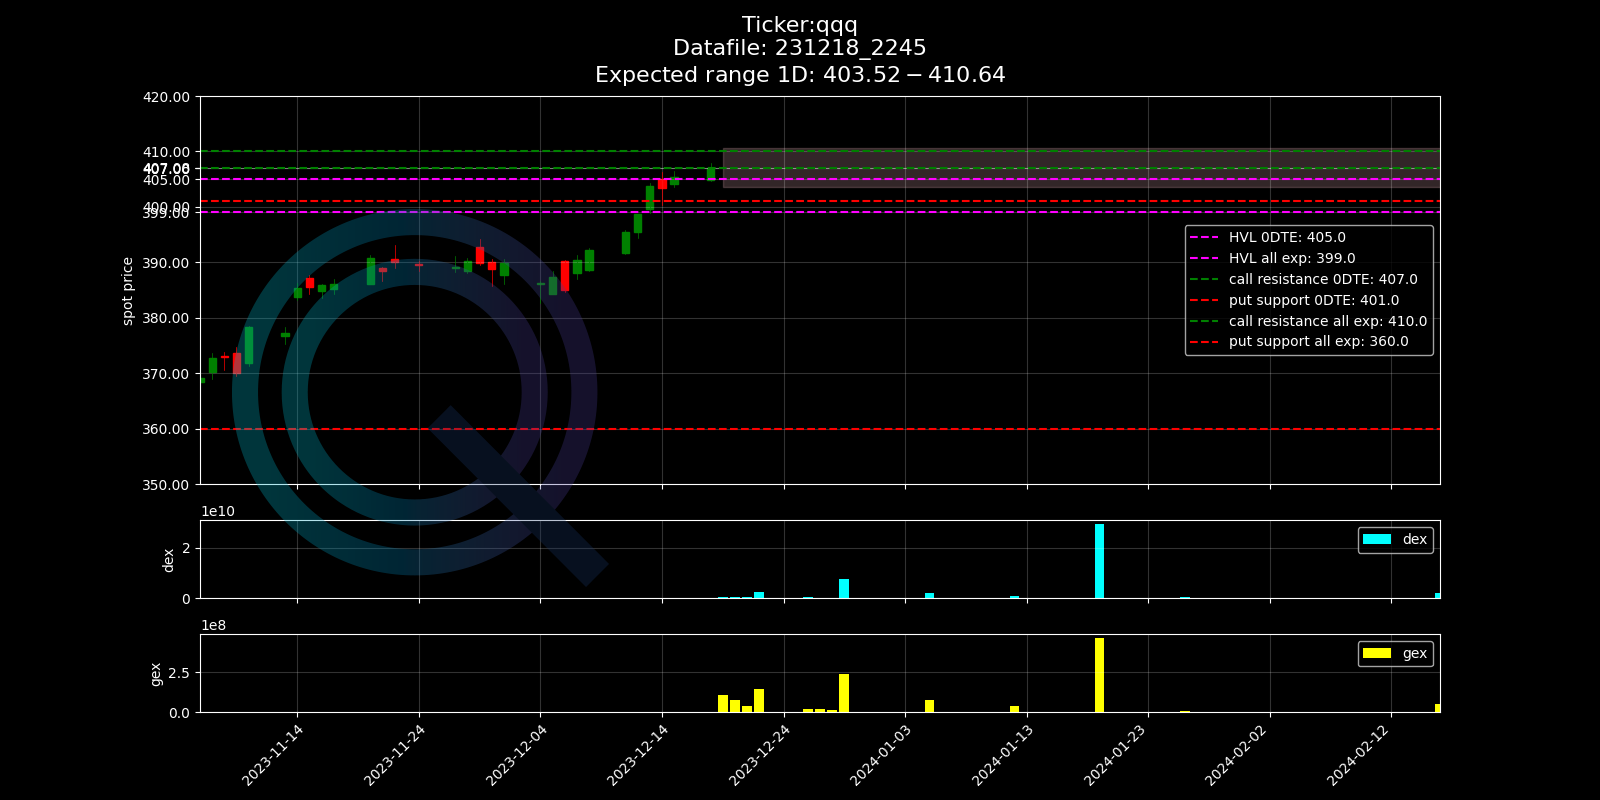 Ticker:qqq
Datafile: 231218_2245
Expected range 1D: 403.52 − 410.64
420.00
410.00
407.06
405.00
400.00
399.00
390.00
380.00
370.00
360.00
350.00
spot price
HVL 0DTE: 405.0
HVL all exp: 399.0
call resistance 0DTE: 407.0
put support 0DTE: 401.0
call resistance all exp: 410.0
put support all exp: 360.0
1e10
2
0
dex
dex
1e8
2.5
0.0
gex
gex
2023-11-14
2023-11-24
2023-12-04
2023-12-14
2023-12-24
2024-01-03
2024-01-13
2024-01-23
2024-02-02
2024-02-12